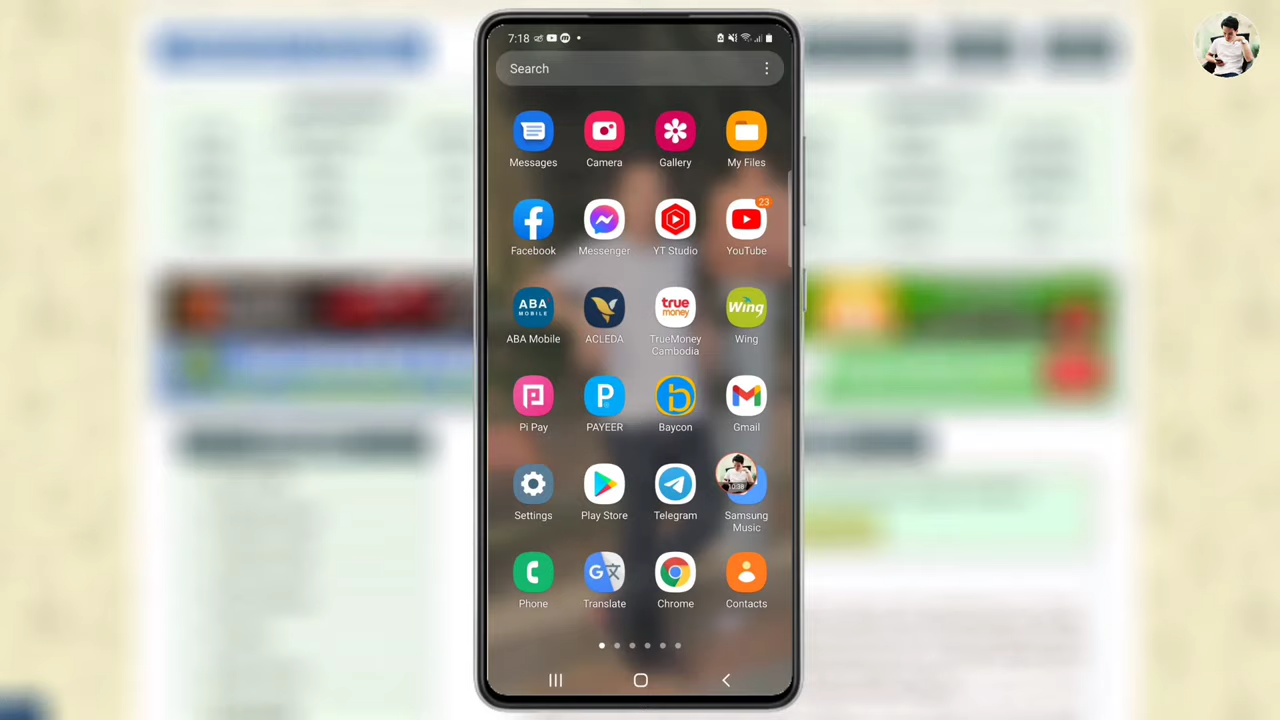 7:18
Search
Messages Camera Gallery My Files
23
Facebook Messenger YT Studio YouTube
ABA MOBILE true money Wing
ABA Mobile ACLEDA TrueMoney Cambodia Wing
Pi Pay PAYEER Baycon Gmail
10:39
Settings Play Store Telegram Samsung Music
Phone Translate Chrome Contacts